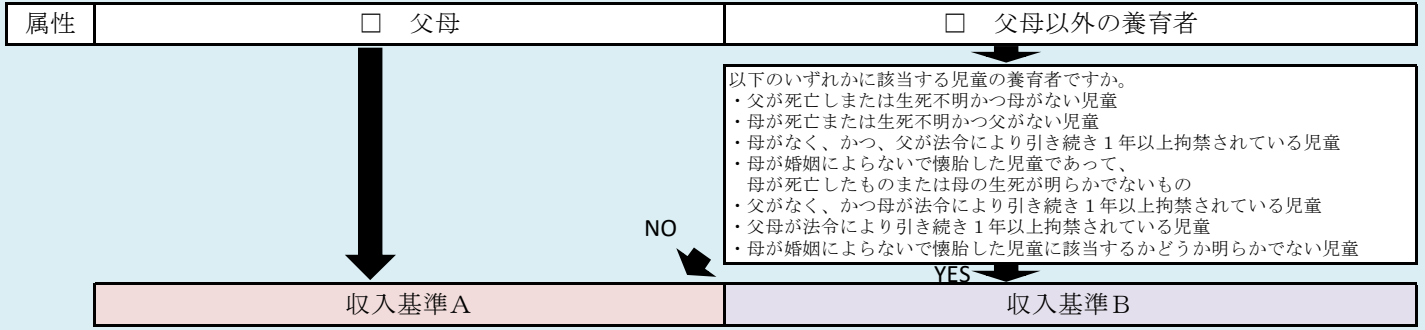 属性
□ 父母
□ 父母以外の養育者
以下のいずれかに該当する児童の養育者ですか。
・父が死亡しまたは生死不明かつ母がない児童
・母が死亡または生死不明かつ父がない児童
・母がなく、かつ、父が法令により引き続き１年以上拘禁されている児童
・母が婚姻によらないで懐胎した児童であって、
母が死亡したものまたは母の生死が明らかでないもの
・父がなく、かつ母が法令により引き続き１年以上拘禁されている児童
・父母が法令により引き続き１年以上拘禁されている児童
・母が婚姻によらないで懐胎した児童に該当するかどうか明らかでない児童
NO
YES
収入基準Ａ
収入基準Ｂ